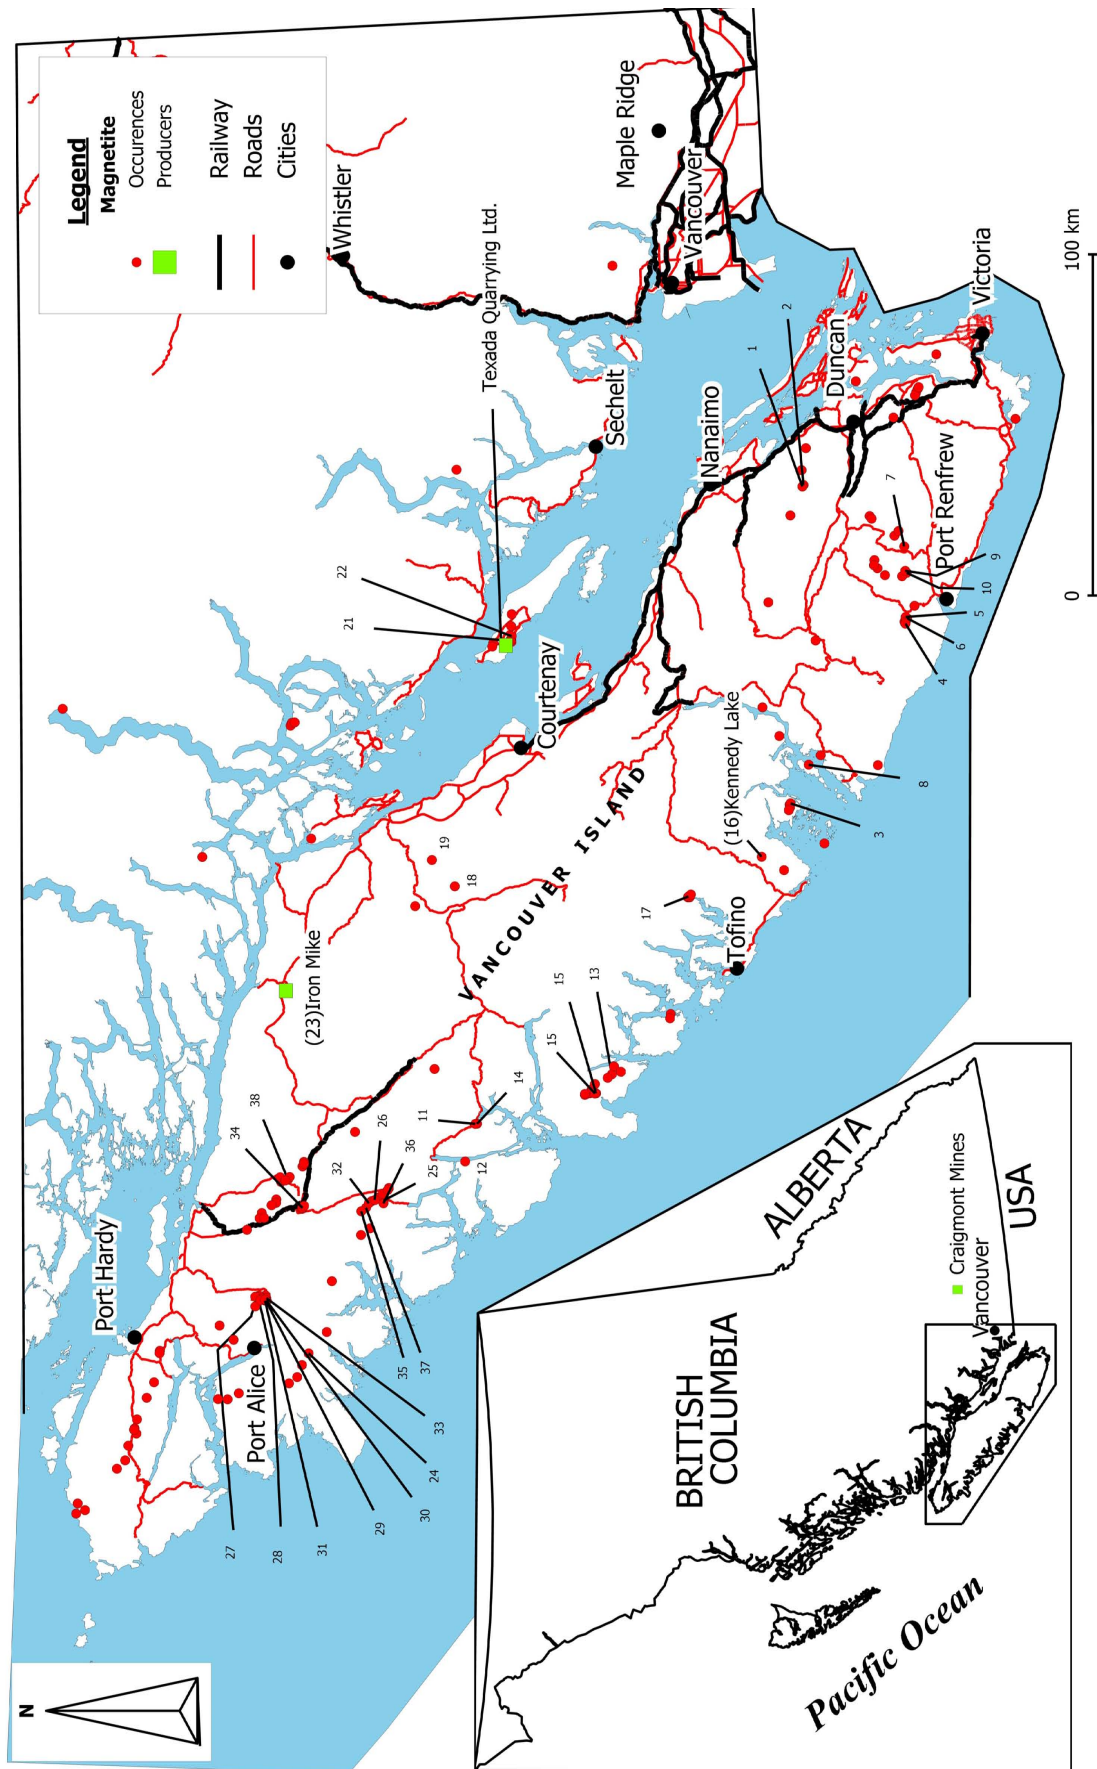 N
Legend
Magnetite
Occurences
Producers
Railway
Roads
Cities
Whistler
Maple Ridge
Vancouver
Texada Quarrying Ltd.
Sechelt
Nanaimo
Duncan
Victoria
Port Renfrew
Courtenay
(16)Kennedy Lake
VANCOUVER ISLAND
Tofino
(23)Iron Mike
Port Hardy
Port Alice
1
2
7
9
10
5
6
4
8
3
22
21
19
18
17
15
13
15
14
11
12
38
34
26
32
36
25
35
37
33
24
30
29
31
28
27
0
100 km
BRITISH
COLUMBIA
ALBERTA
USA
Craigmont Mines
Vancouver
Pacific Ocean